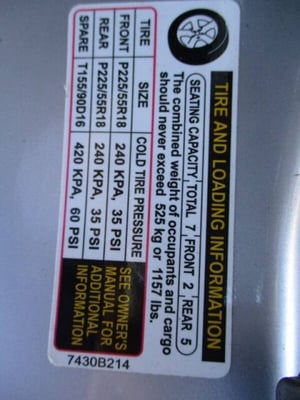 TIRE AND LOADING INFORMATION
SEATING CAPACITY TOTAL 7 FRONT 2 REAR 5
The combined weight of occupants and cargo
should never exceed 525 kg or 1157 lbs.
TIRE SIZE COLD TIRE PRESSURE
FRONT P225/55R18 240 KPA, 35 PSI
REAR P225/55R18 240 KPA, 35 PSI
SPARE T155/90D16 420 KPA, 60 PSI
SEE OWNER'S
MANUAL FOR
ADDITIONAL
INFORMATION
7430B214